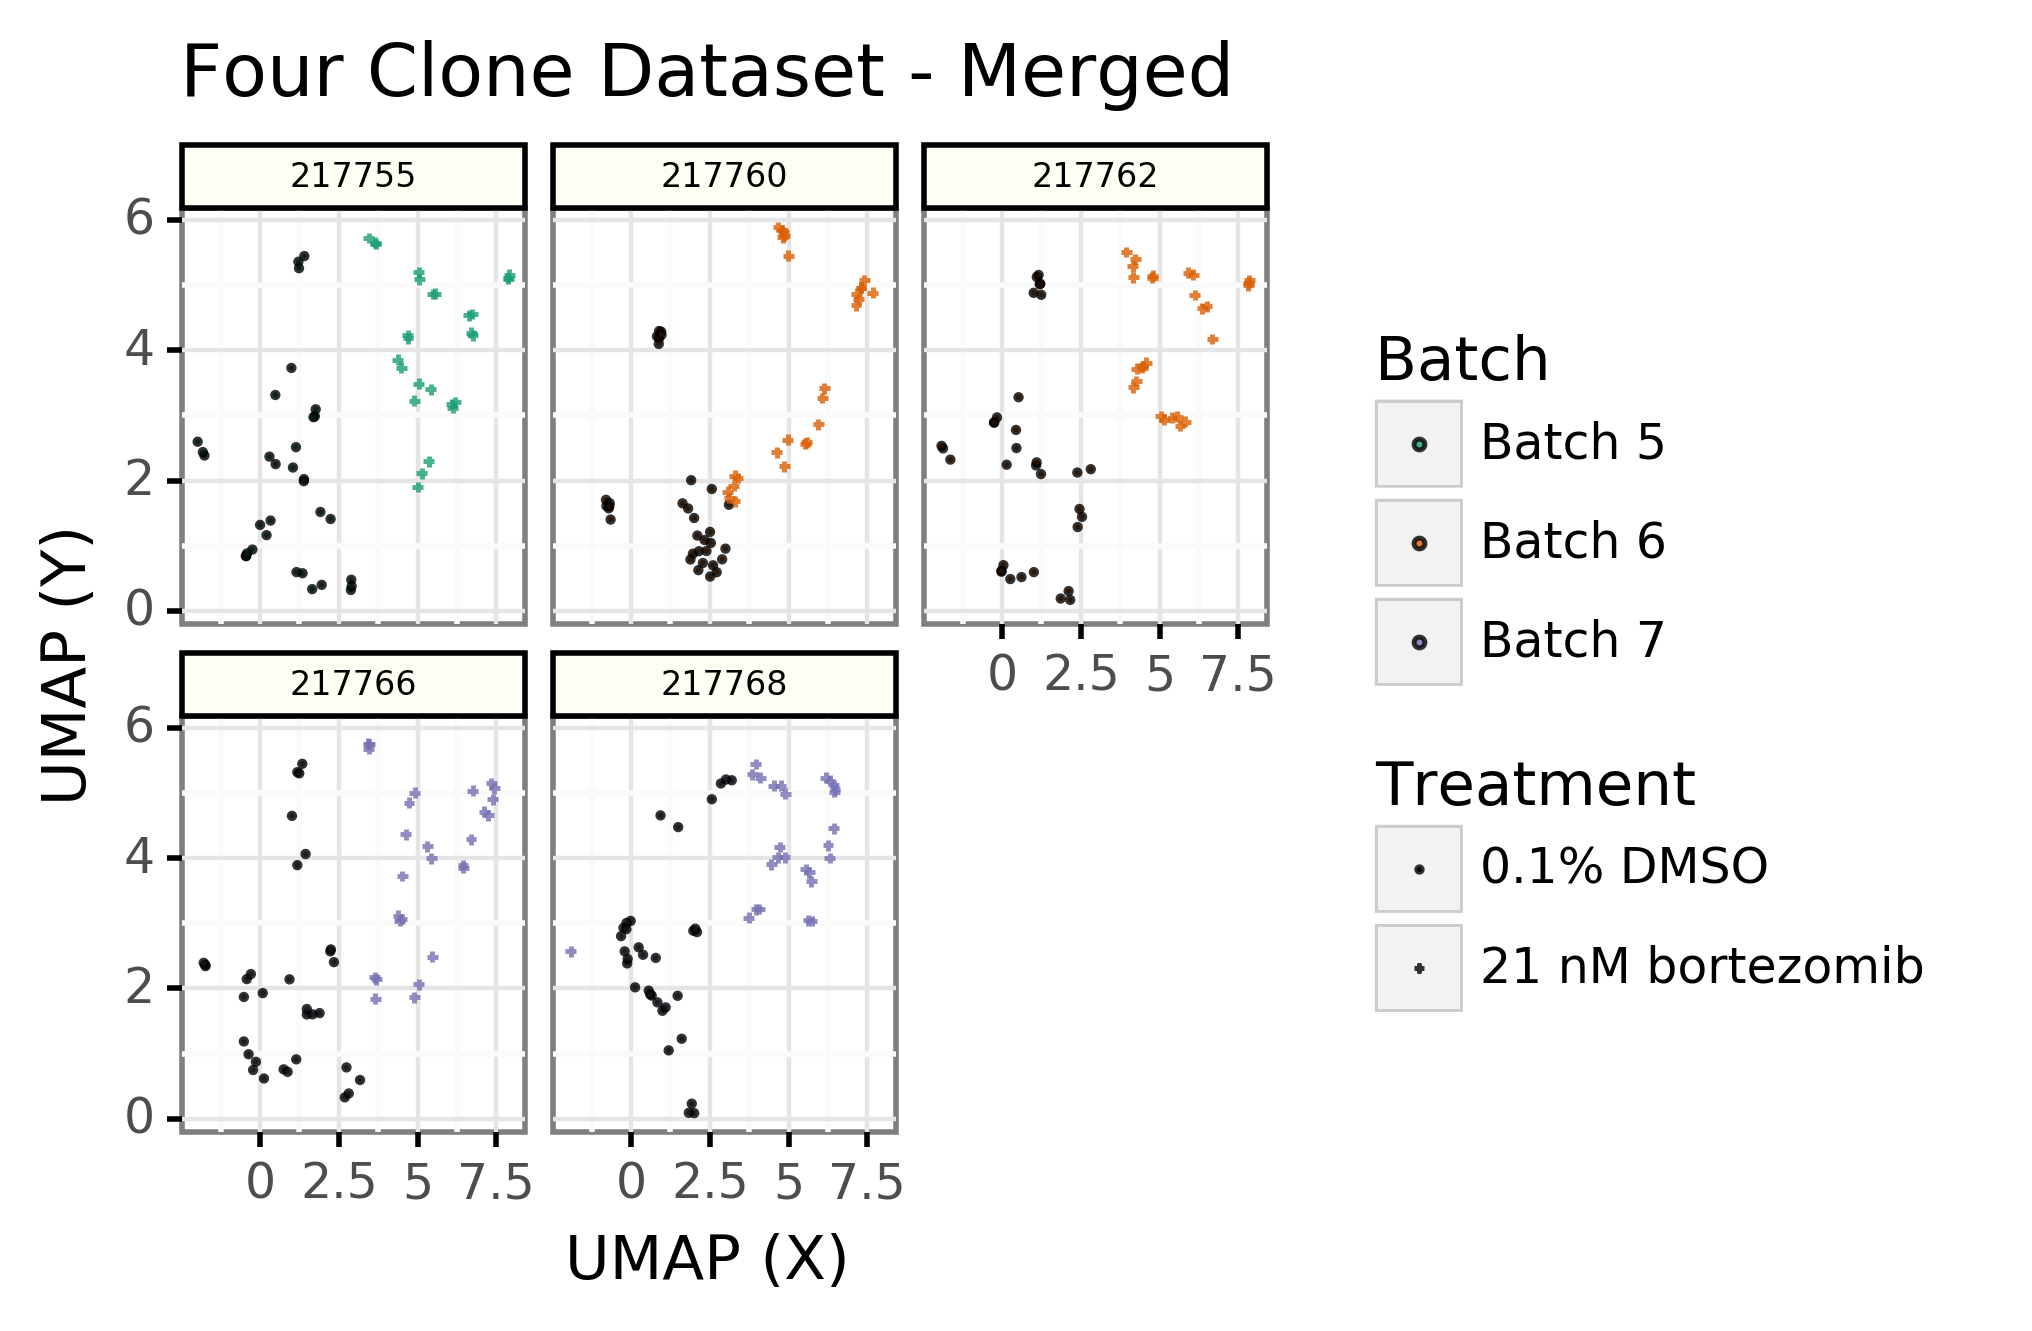 Four Clone Dataset - Merged
217755
217760
217762
6
4
2
0
0 2.5 5 7.5
217766
217768
6
4
2
0
0 2.5 5 7.5
0 2.5 5 7.5
UMAP (Y)
UMAP (X)
Batch
Batch 5
Batch 6
Batch 7
Treatment
0.1% DMSO
21 nM bortezomib